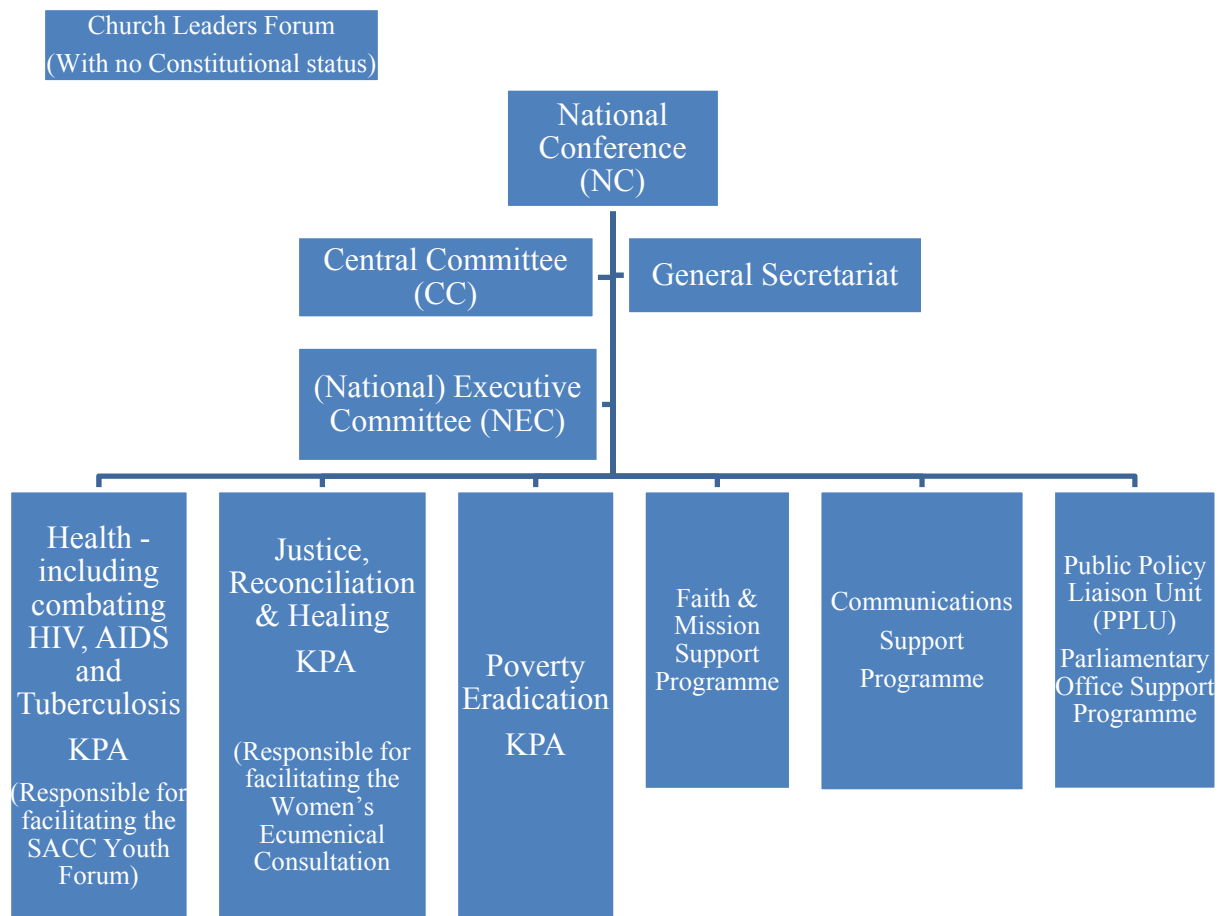 Church Leaders Forum
(With no Constitutional status)
National
Conference
(NC)
Central Committee
(CC)
General Secretariat
(National) Executive
Committee (NEC)
Health -
including
combating
HIV, AIDS
and
Tuberculosis
KPA
(Responsible for
facilitating the
SACC Youth
Forum)
Justice,
Reconciliation
& Healing
KPA
(Responsible for
facilitating the
Women’s
Ecumenical
Consultation
Poverty
Eradication
KPA
Faith &
Mission
Support
Programme
Communications
Support
Programme
Public Policy
Liaison Unit
(PPLU)
Parliamentary
Office Support
Programme